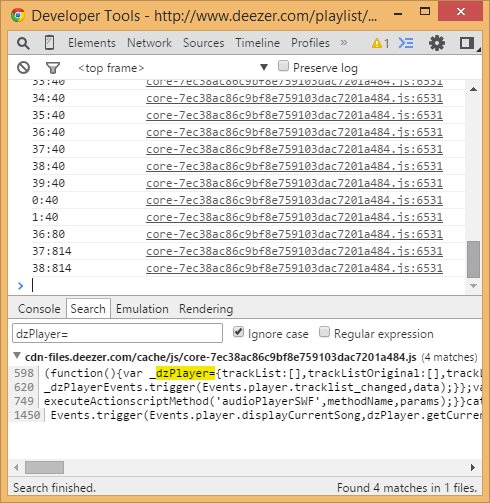 Developer Tools - http://www.deezer.com/playlist/...
Elements Network Sources Timeline Profiles » 1
<top frame> Preserve log
33:40 core-7ec38ac86c9bf8e759103dac7201a484.js:6531
34:40 core-7ec38ac86c9bf8e759103dac7201a484.js:6531
35:40 core-7ec38ac86c9bf8e759103dac7201a484.js:6531
36:40 core-7ec38ac86c9bf8e759103dac7201a484.js:6531
37:40 core-7ec38ac86c9bf8e759103dac7201a484.js:6531
38:40 core-7ec38ac86c9bf8e759103dac7201a484.js:6531
39:40 core-7ec38ac86c9bf8e759103dac7201a484.js:6531
0:40 core-7ec38ac86c9bf8e759103dac7201a484.js:6531
1:40 core-7ec38ac86c9bf8e759103dac7201a484.js:6531
36:80 core-7ec38ac86c9bf8e759103dac7201a484.js:6531
37:814 core-7ec38ac86c9bf8e759103dac7201a484.js:6531
38:814 core-7ec38ac86c9bf8e759103dac7201a484.js:6531
>
Console Search Emulation Rendering
dzPlayer= Ignore case Regular expression
cdn-files.deezer.com/cache/js/core-7ec38ac86c9bf8e759103dac7201a484.js (4 matches)
598 (function(){var _dzPlayer={trackList:[],trackListOriginal:[],trackL
620 _dzPlayerEvents.trigger(Events.player.tracklist_changed,data);}};va
749 executeActionscriptMethod('audioPlayerSWF',methodName,params);}}cat
1450 Events.trigger(Events.player.displayCurrentSong,dzPlayer.getCurren
Search finished. Found 4 matches in 1 files.